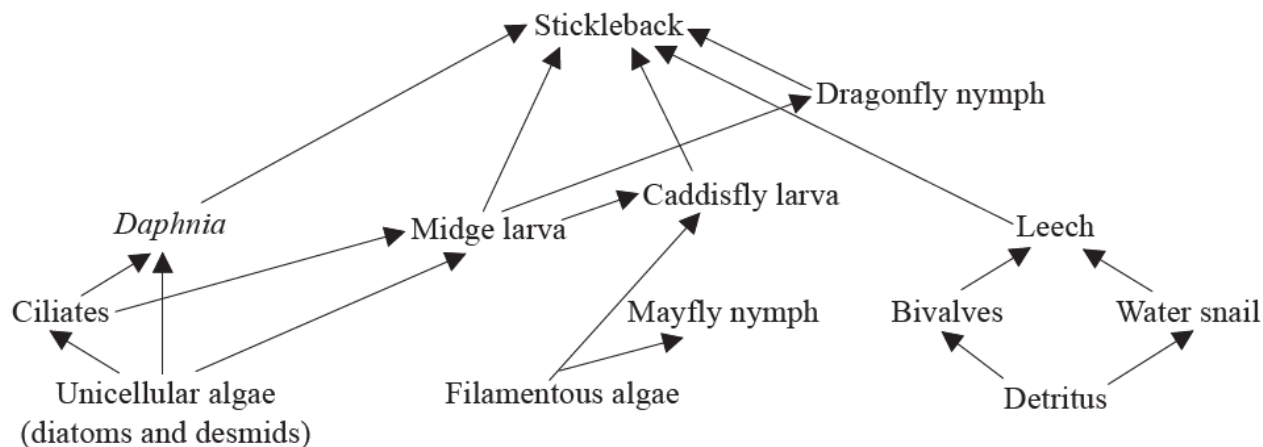 Stickleback
Dragonfly nymph
Caddisfly larva
Daphnia
Midge larva
Leech
Ciliates
Mayfly nymph
Bivalves
Water snail
Unicellular algae
(diatoms and desmids)
Filamentous algae
Detritus